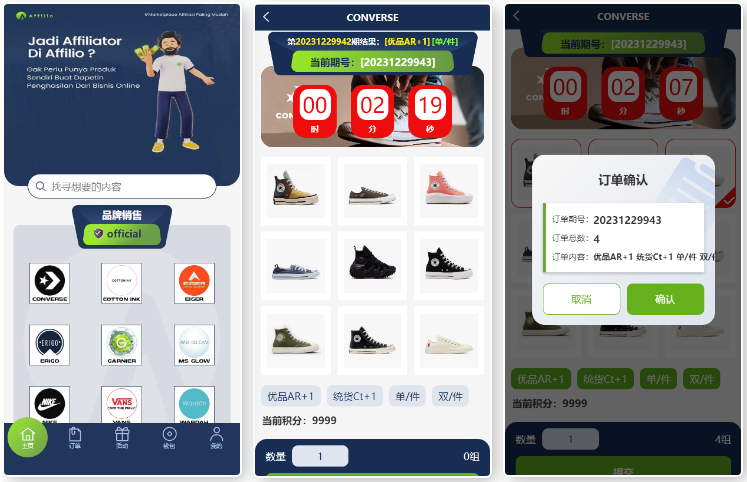 Affilio
#Marketplace Affiliasi Paling Mudah
Jadi Affiliator
Di Affilio ?
Gak Perlu Punya Produk
Sendiri Buat Dapetin
Penghasilan Dari Bisnis Online
找寻想要的内容
品牌销售
official
CONVERSE
COTTON INK
EIGER
ERIGO
GARNIER
MS GLOW
NIKE
VANS
WARDAH
主页
订单
活动
钱包
我的
CONVERSE
第20231229942期结果: [优品AR+1] [单/件]
当前期号: [20231229943]
00
02
19
时
分
秒
优品AR+1
统货Ct+1
单/件
双/件
当前积分: 9999
数量
1
0组
CONVERSE
当前期号: [20231229943]
00
02
07
时
分
秒
订单确认
订单期号: 20231229943
订单总数: 4
订单内容: 优品AR+1 统货Ct+1 单/件 双/件
取消
确认
优品AR+1
统货Ct+1
单/件
双/件
当前积分: 9999
数量
1
4组
提交